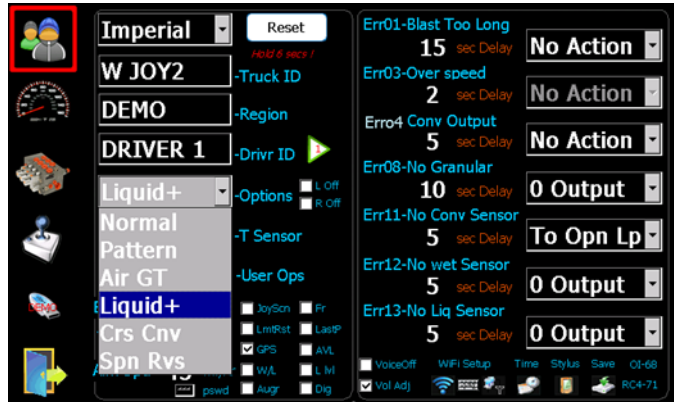 Imperial
Reset
Hold 6 secs !
W JOY2 -Truck ID
DEMO -Region
DRIVER 1 -Drivr ID 1
Liquid+ -Options L Off
R Off
Normal
Pattern -T Sensor
Air GT -User Ops
Liquid+ JoyScn Fr
Crs Cnv LmtRst LastP
GPS AVL
Spn Rvs W/L L lvl
pswd Augr Dig
DEMO
Err01-Blast Too Long
15 sec Delay No Action
Err03-Over speed
2 sec Delay No Action
Erro4 Conv Output
5 sec Delay No Action
Err08-No Granular
10 sec Delay 0 Output
Err11-No Conv Sensor
5 sec Delay To Opn Lp
Err12-No wet Sensor
5 sec Delay 0 Output
Err13-No Liq Sensor
5 sec Delay 0 Output
VoiceOff WiFi Setup Time Stylus Save OI-68
Vol Adj RC4-71